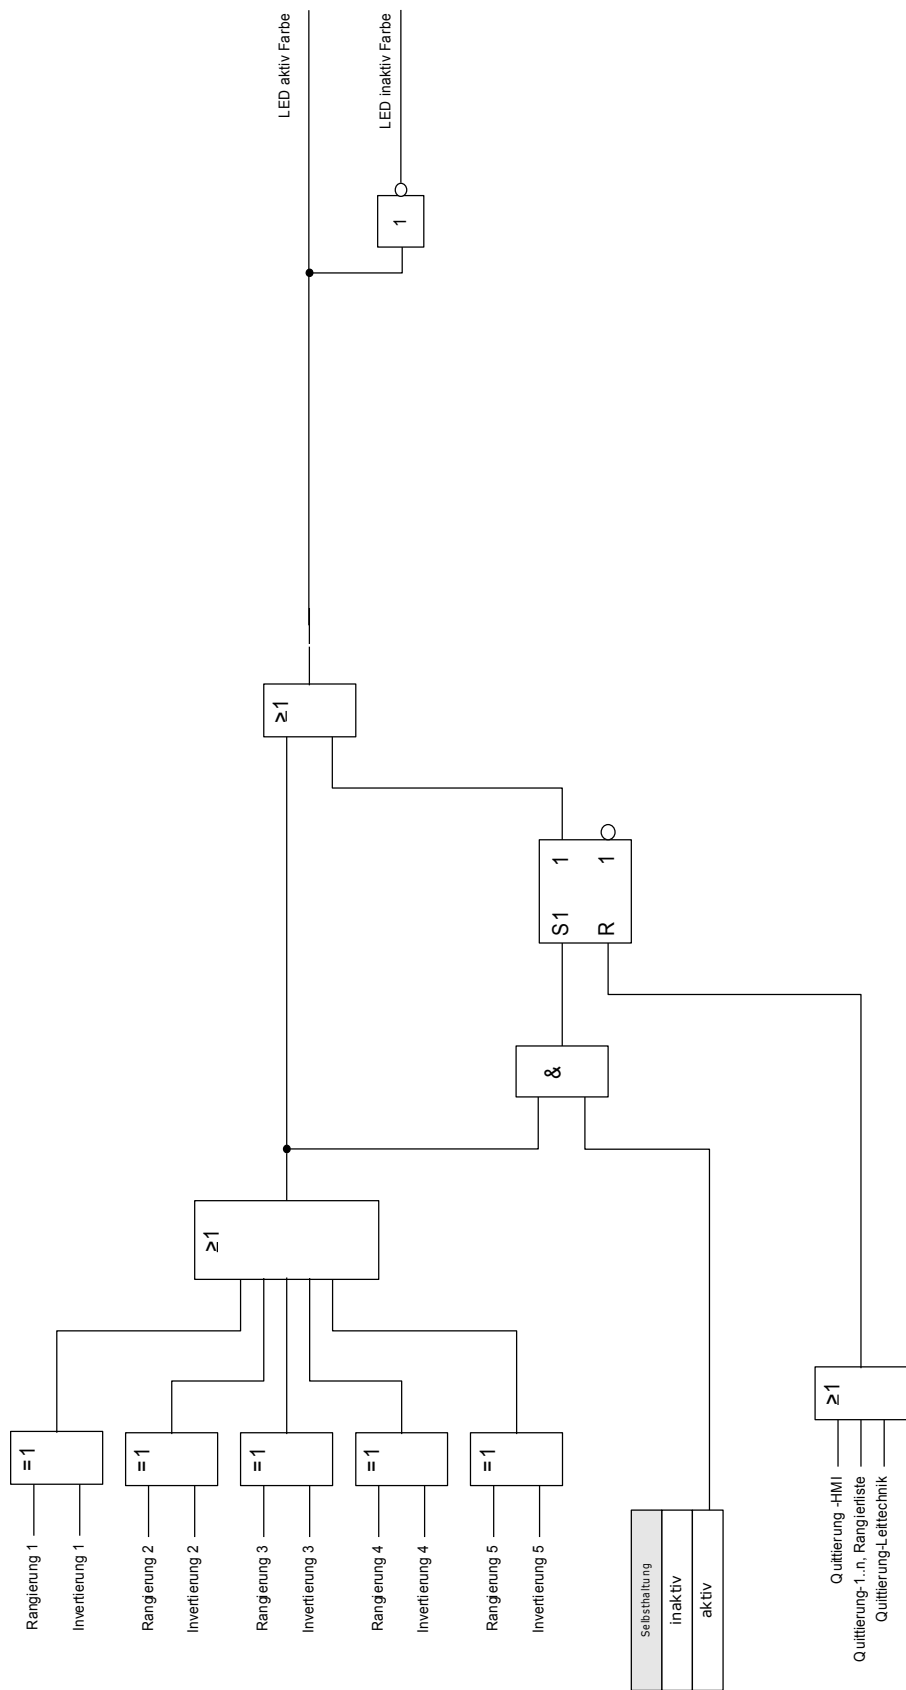 Rangierung 1
Invertierung 1
Rangierung 2
Invertierung 2
Rangierung 3
Invertierung 3
Rangierung 4
Invertierung 4
Rangierung 5
Invertierung 5
=1
=1
=1
=1
=1
≥1
Selbsthaltung
inaktiv
aktiv
&
Quittierung -HMI
Quittierung-1..n, Rangierliste
Quittierung-Leittechnik
≥1
S1 1
R 1
≥1
1
LED aktiv Farbe
LED inaktiv Farbe